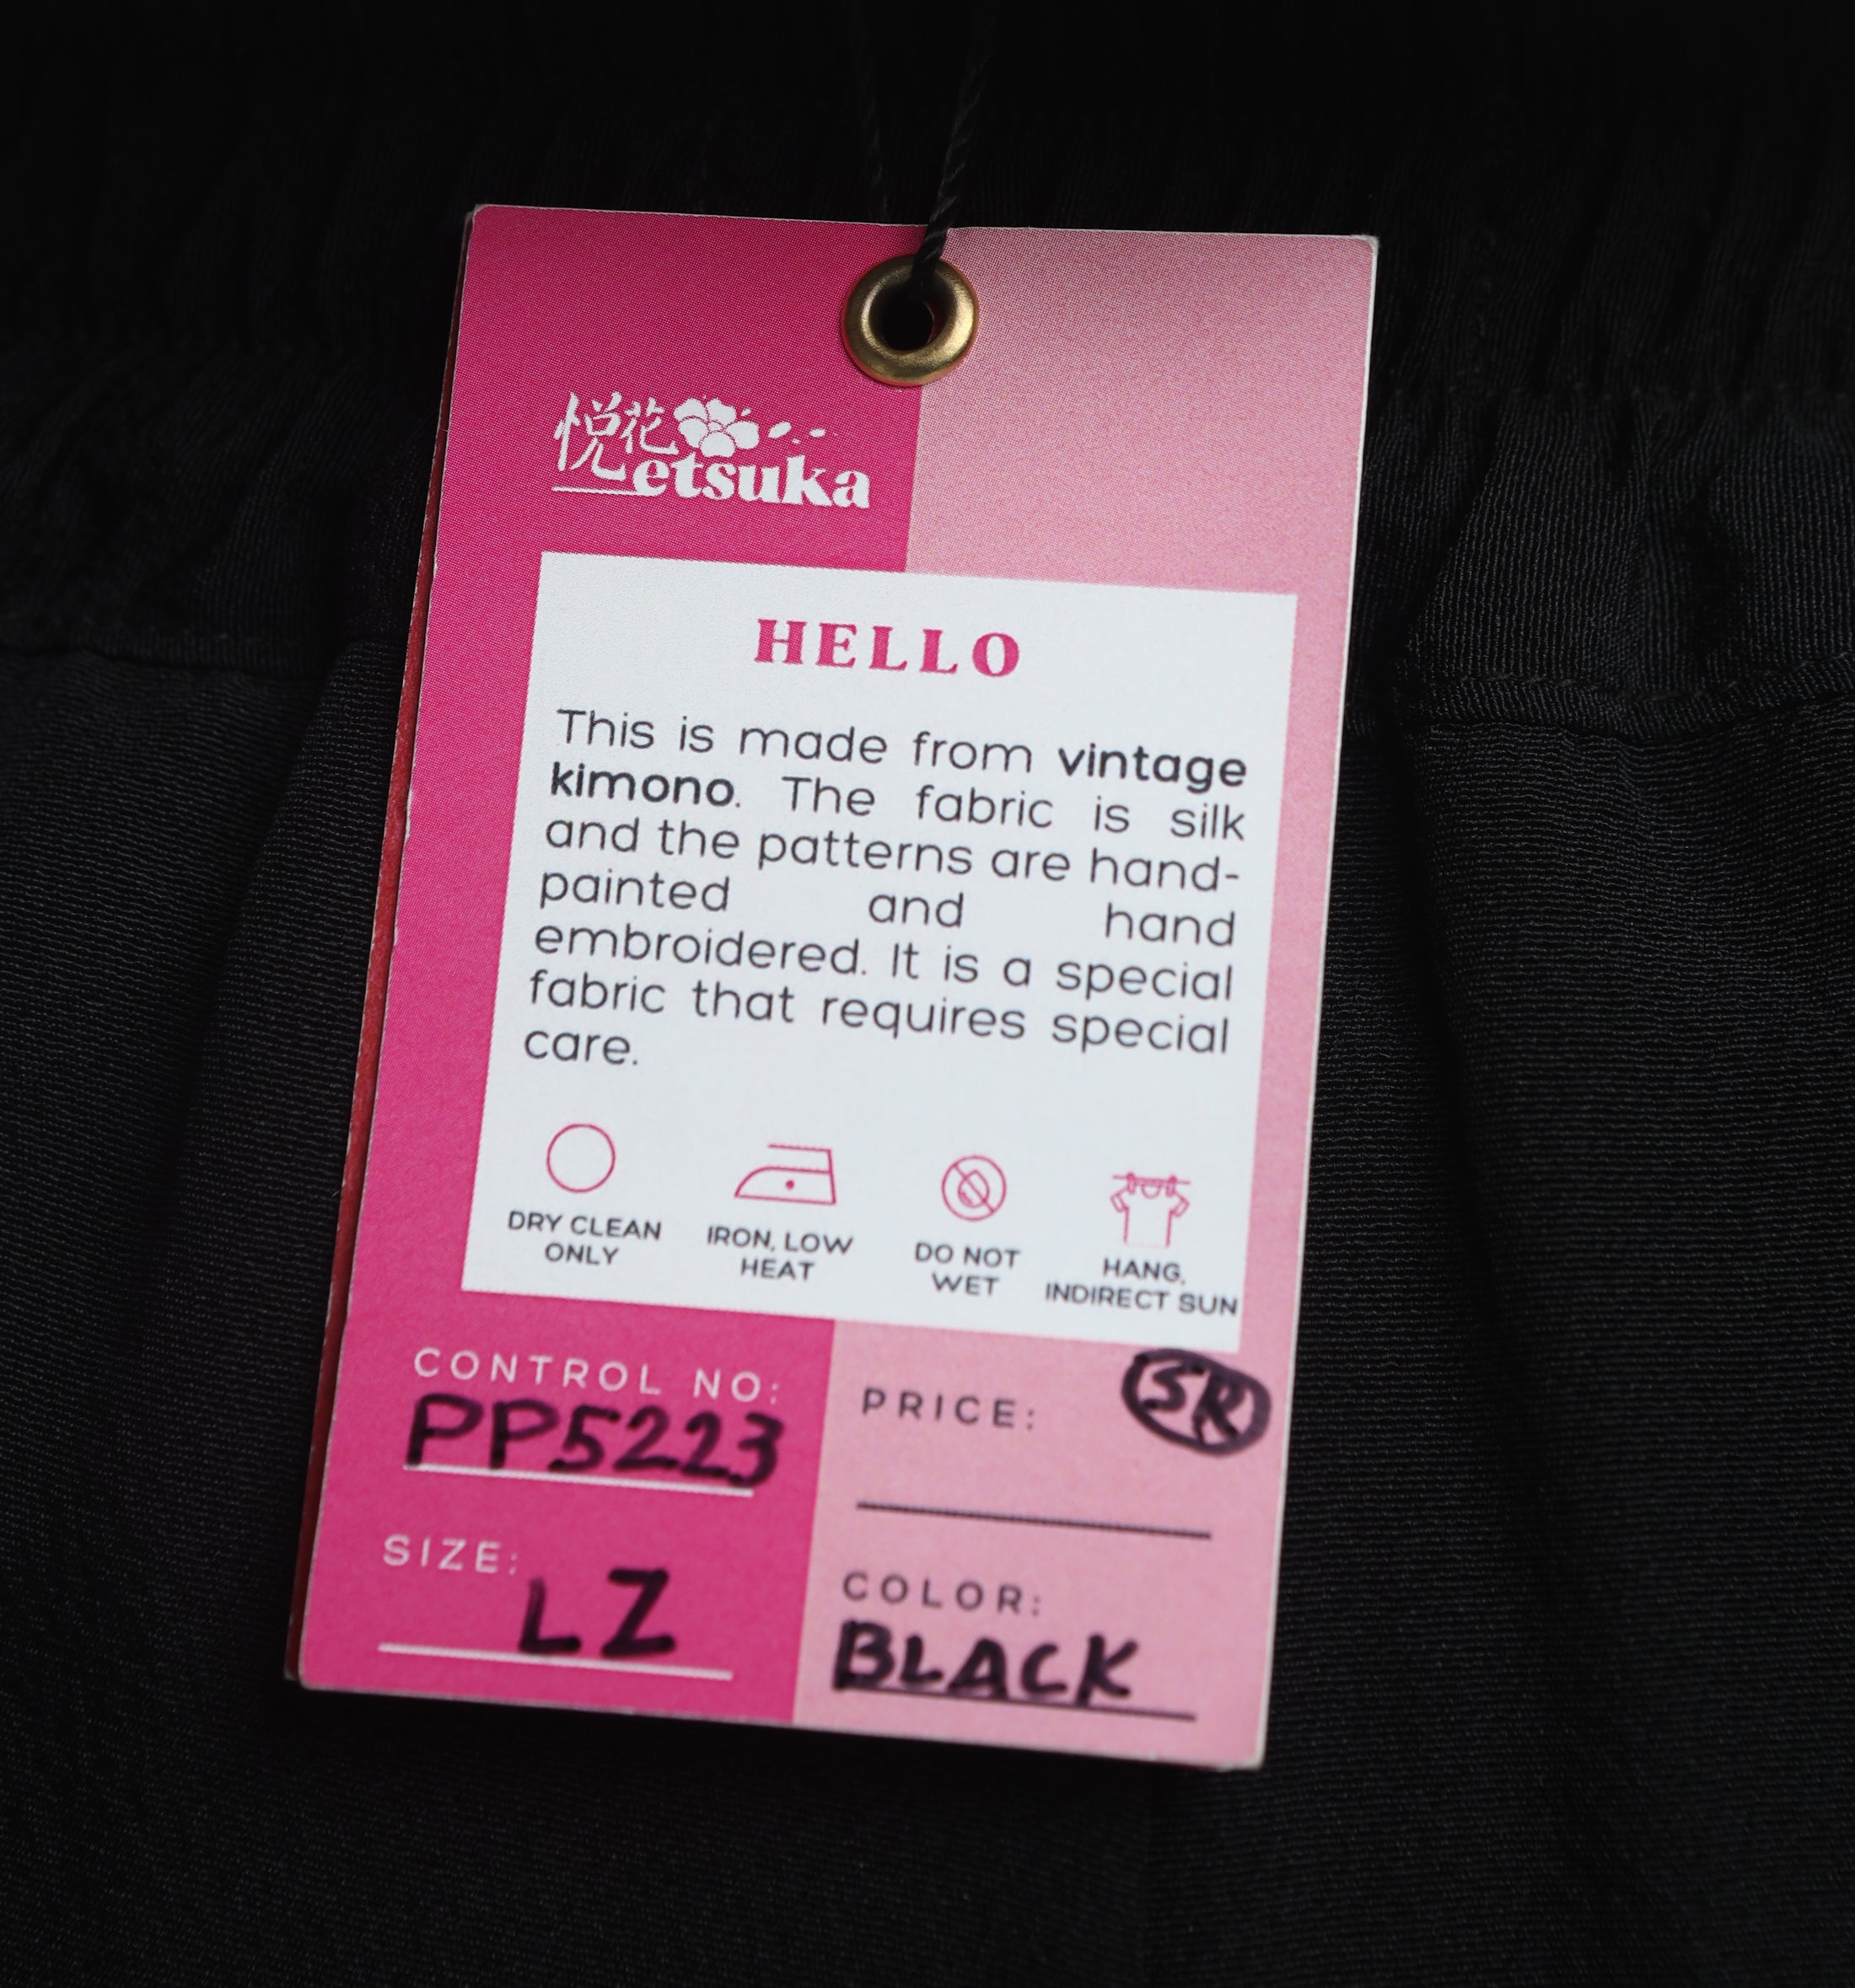 悦花
etsuka
HELLO
This is made from vintage
kimono. The fabric is silk
and the patterns are hand-
painted and hand
embroidered. It is a special
fabric that requires special
care.
DRY CLEAN
ONLY
IRON, LOW
HEAT
DO NOT
WET
HANG,
INDIRECT SUN
CONTROL NO:
PP5223
PRICE:
SR
SIZE:
LZ
COLOR:
BLACK